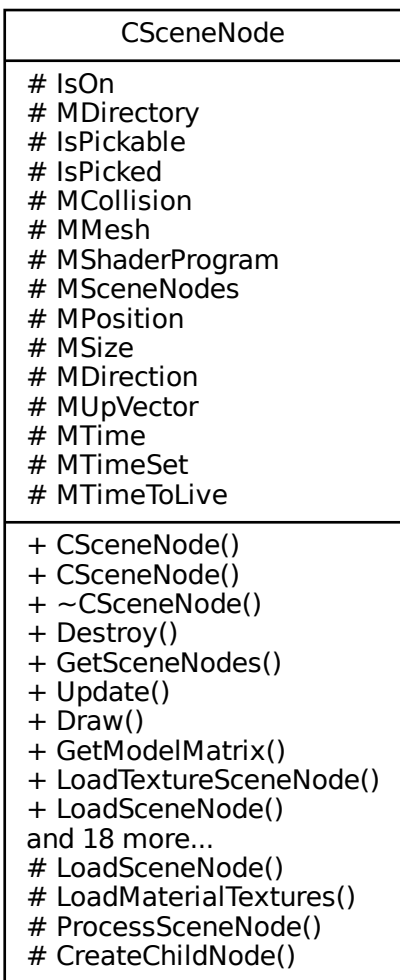 CSceneNode
# IsOn
# MDirectory
# IsPickable
# IsPicked
# MCollision
# MMesh
# MShaderProgram
# MSceneNodes
# MPosition
# MSize
# MDirection
# MUpVector
# MTime
# MTimeSet
# MTimeToLive
+ CSceneNode()
+ CSceneNode()
+ ~CSceneNode()
+ Destroy()
+ GetSceneNodes()
+ Update()
+ Draw()
+ GetModelMatrix()
+ LoadTextureSceneNode()
+ LoadSceneNode()
and 18 more...
# LoadSceneNode()
# LoadMaterialTextures()
# ProcessSceneNode()
# CreateChildNode()